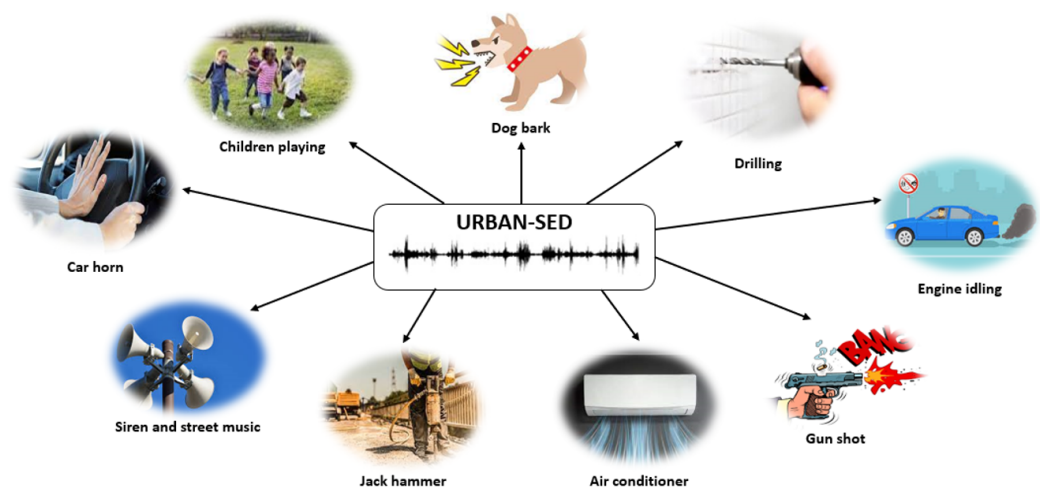 Children playing
Dog bark
Drilling
Car horn
URBAN-SED
Engine idling
Siren and street music
Jack hammer
Air conditioner
BANG
Gun shot